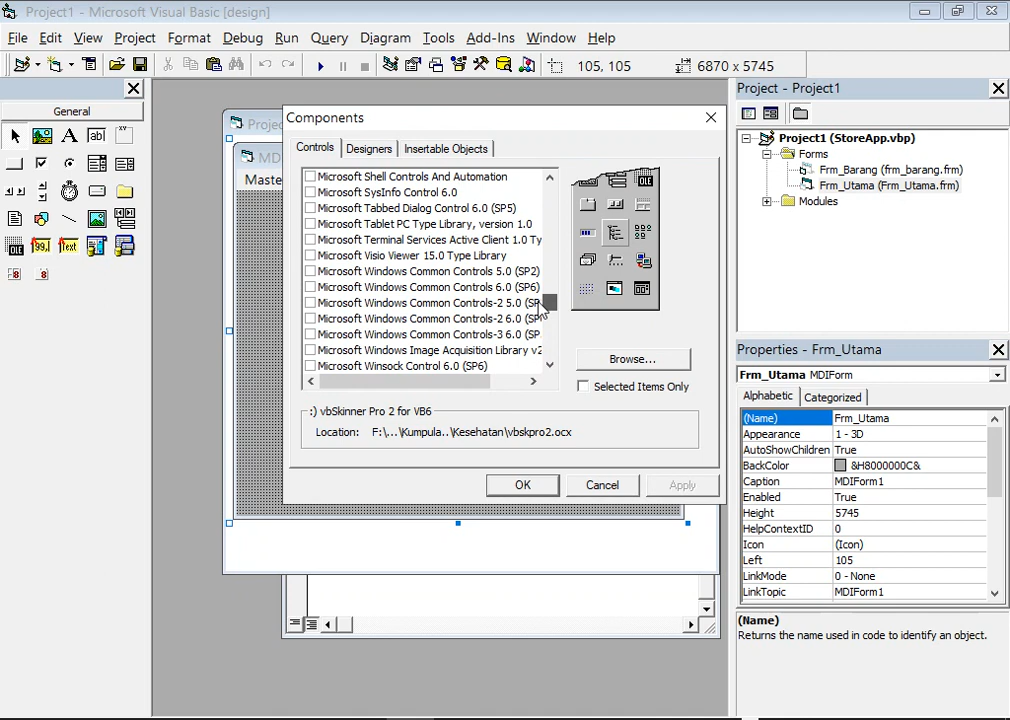 Project1 - Microsoft Visual Basic [design]
File Edit View Project Format Debug Run Query Diagram Tools Add-Ins Window Help
105, 105 6870 x 5745
General
Projec
MD
Maste
Components
Controls Designers Insertable Objects
Microsoft Shell Controls And Automation
Microsoft SysInfo Control 6.0
Microsoft Tabbed Dialog Control 6.0 (SP5)
Microsoft Tablet PC Type Library, version 1.0
Microsoft Terminal Services Active Client 1.0 Ty
Microsoft Visio Viewer 15.0 Type Library
Microsoft Windows Common Controls 5.0 (SP2)
Microsoft Windows Common Controls 6.0 (SP6)
Microsoft Windows Common Controls-2 5.0 (SP
Microsoft Windows Common Controls-2 6.0 (SP
Microsoft Windows Common Controls-3 6.0 (SP
Microsoft Windows Image Acquisition Library v2
Microsoft Winsock Control 6.0 (SP6)
Browse...
Selected Items Only
:) vbSkinner Pro 2 for VB6
Location: F:\...\Kumpula..\Kesehatan\vbskpro2.ocx
OK Cancel Apply
Project - Project1
Project1 (StoreApp.vbp)
Forms
Frm_Barang (frm_barang.frm)
Frm_Utama (Frm_Utama.frm)
Modules
Properties - Frm_Utama
Frm_Utama MDIForm
Alphabetic Categorized
(Name) Frm_Utama
Appearance 1 - 3D
AutoShowChildren True
BackColor &H8000000C&
Caption MDIForm1
Enabled True
Height 5745
HelpContextID 0
Icon (Icon)
Left 105
LinkMode 0 - None
LinkTopic MDIForm1
(Name)
Returns the name used in code to identify an object.